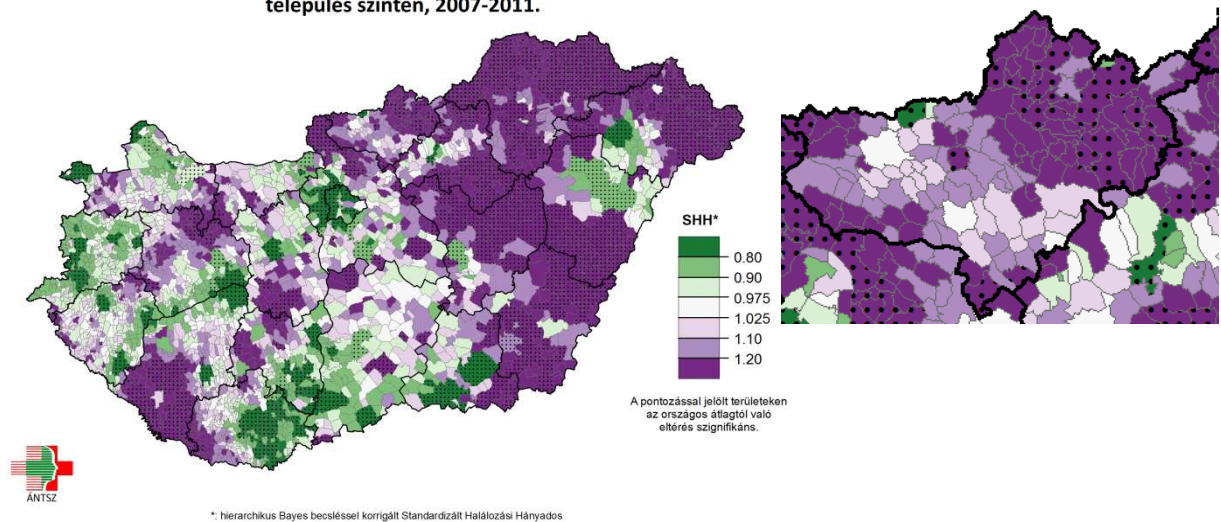 település szinten, 2007-2011.
SHH*
0.80
0.90
0.975
1.025
1.10
1.20
A pontozással jelölt területeken
az országos átlagtól való
eltérés szignifikáns.
ÁNTSZ
*: hierarchikus Bayes becsléssel korrigált Standardizált Halálozási Hányados